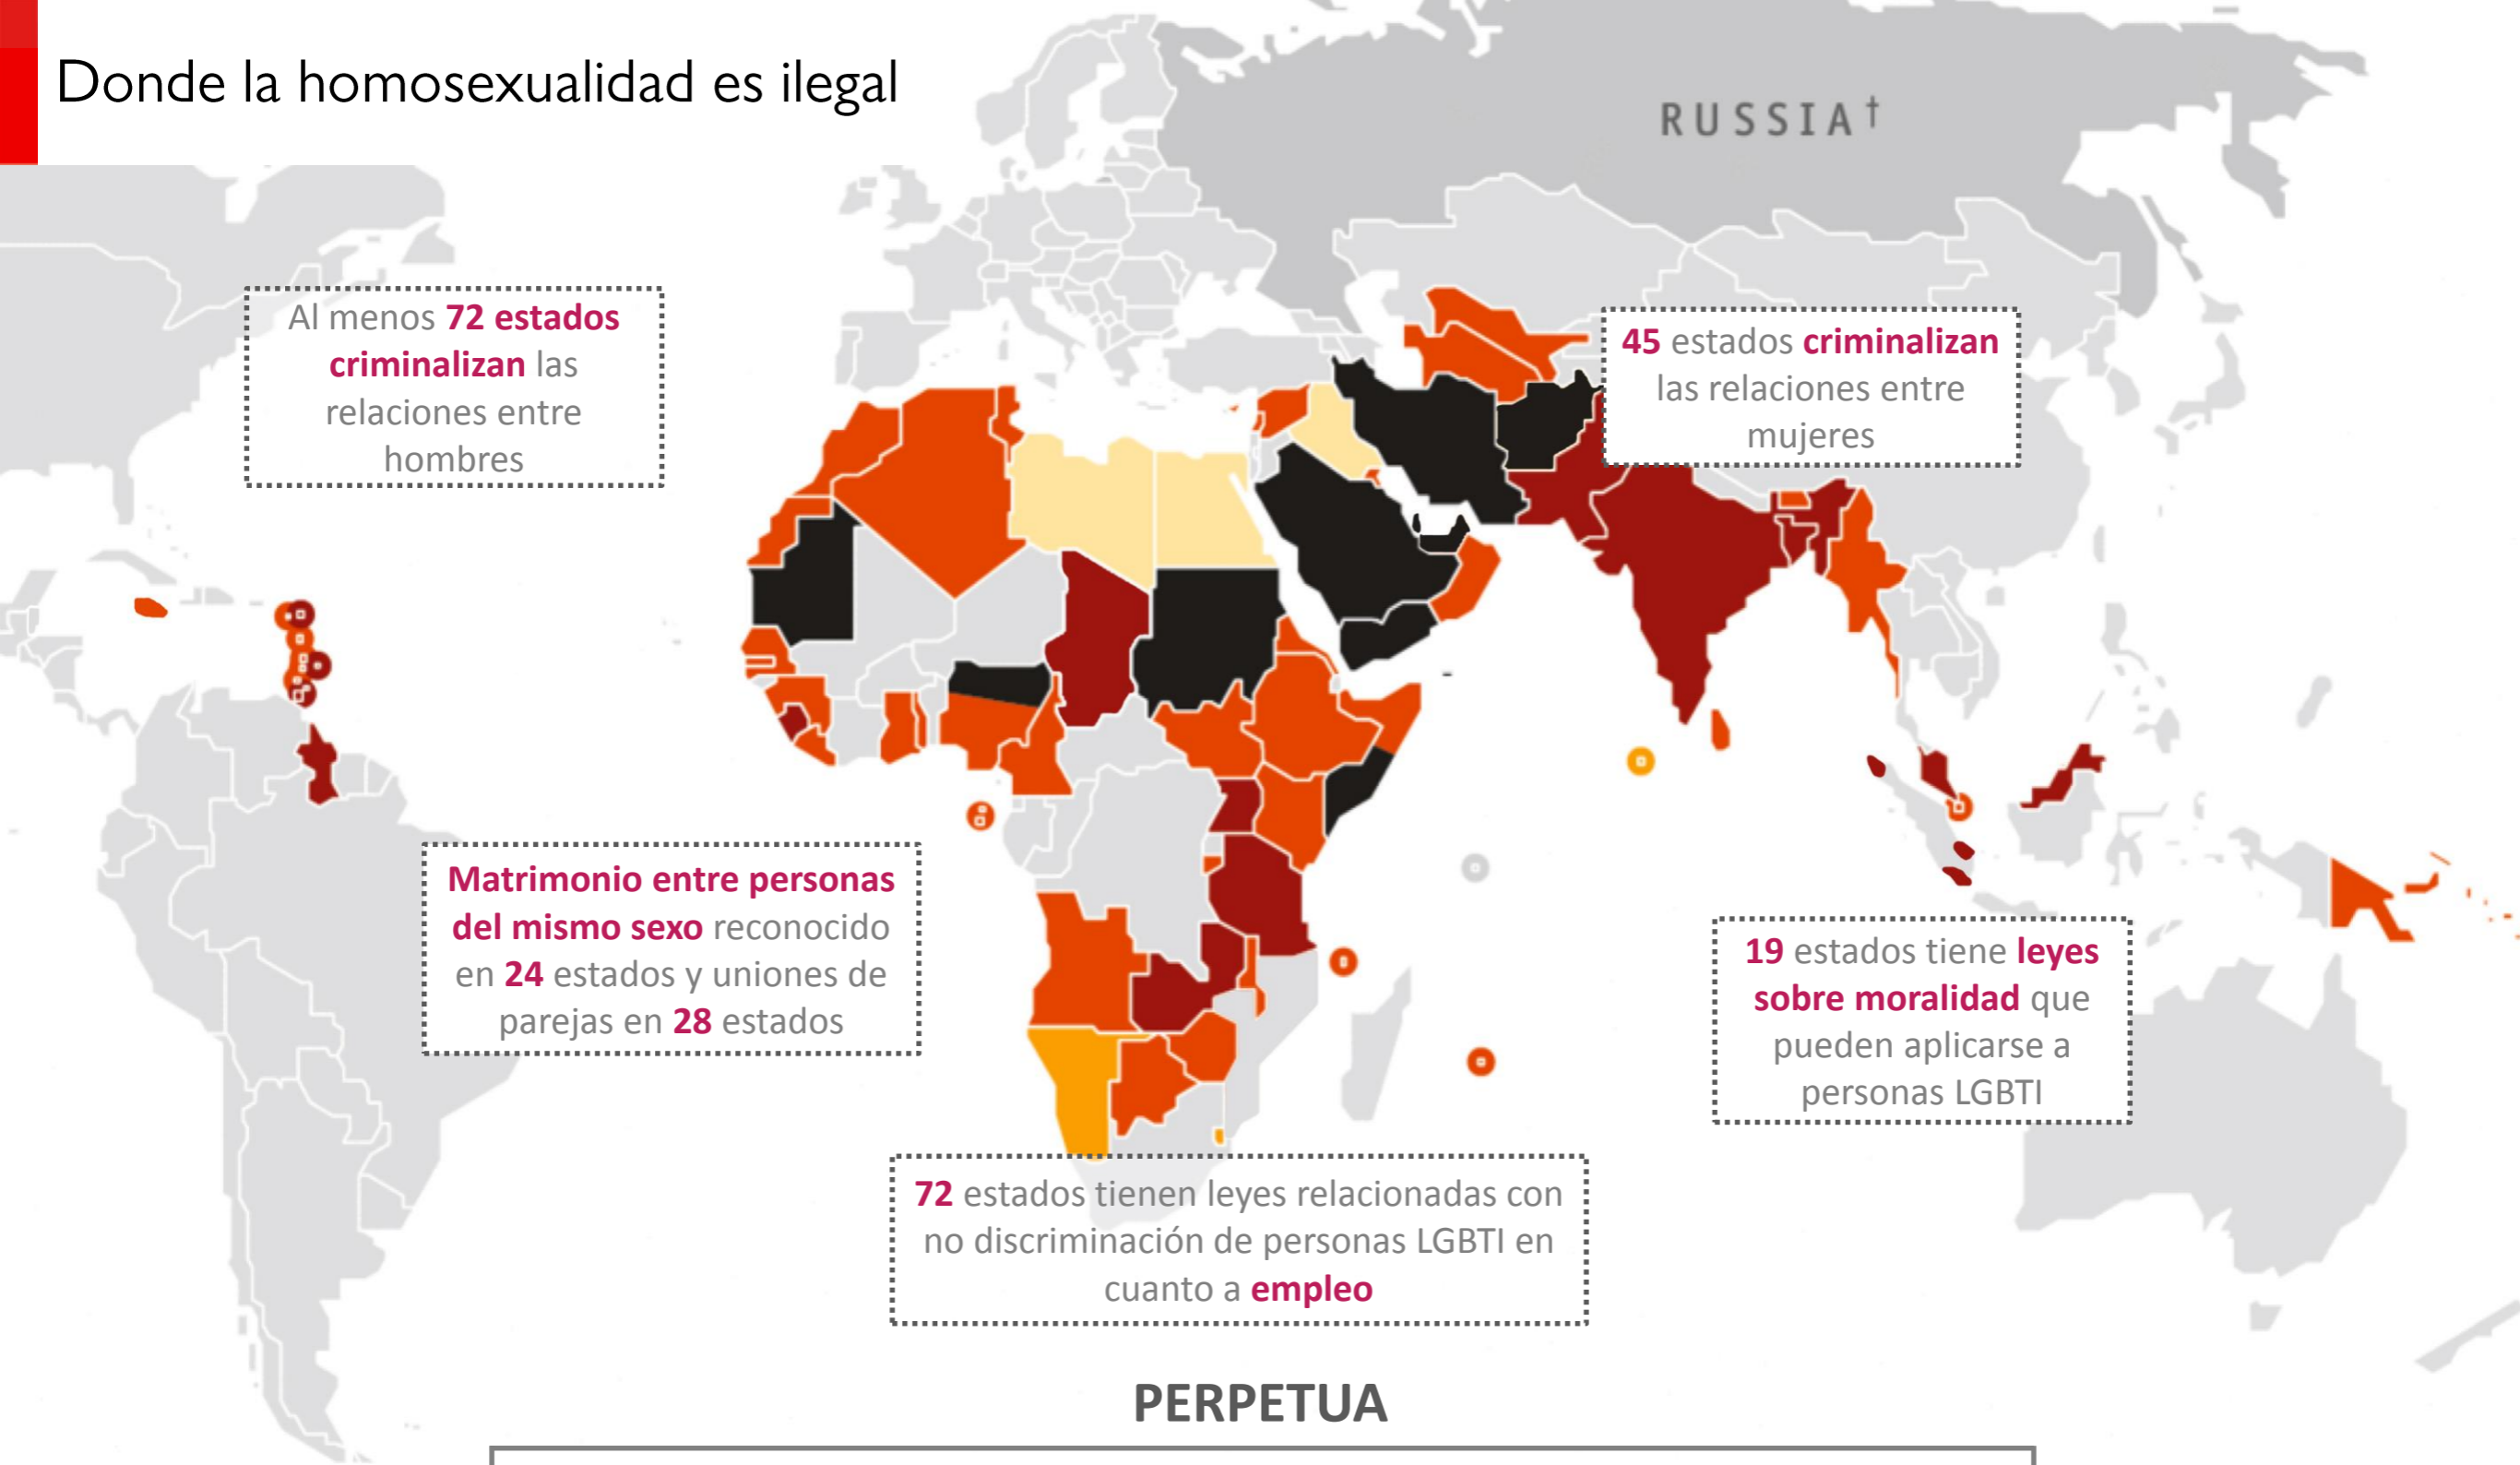 Donde la homosexualidad es ilegal
RUSSIA†
Al menos 72 estados
criminalizan las
relaciones entre
hombres
45 estados criminalizan
las relaciones entre
mujeres
Matrimonio entre personas
del mismo sexo reconocido
en 24 estados y uniones de
parejas en 28 estados
19 estados tiene leyes
sobre moralidad que
pueden aplicarse a
personas LGBTI
72 estados tienen leyes relacionadas con
no discriminación de personas LGBTI en
cuanto a empleo
PERPETUA